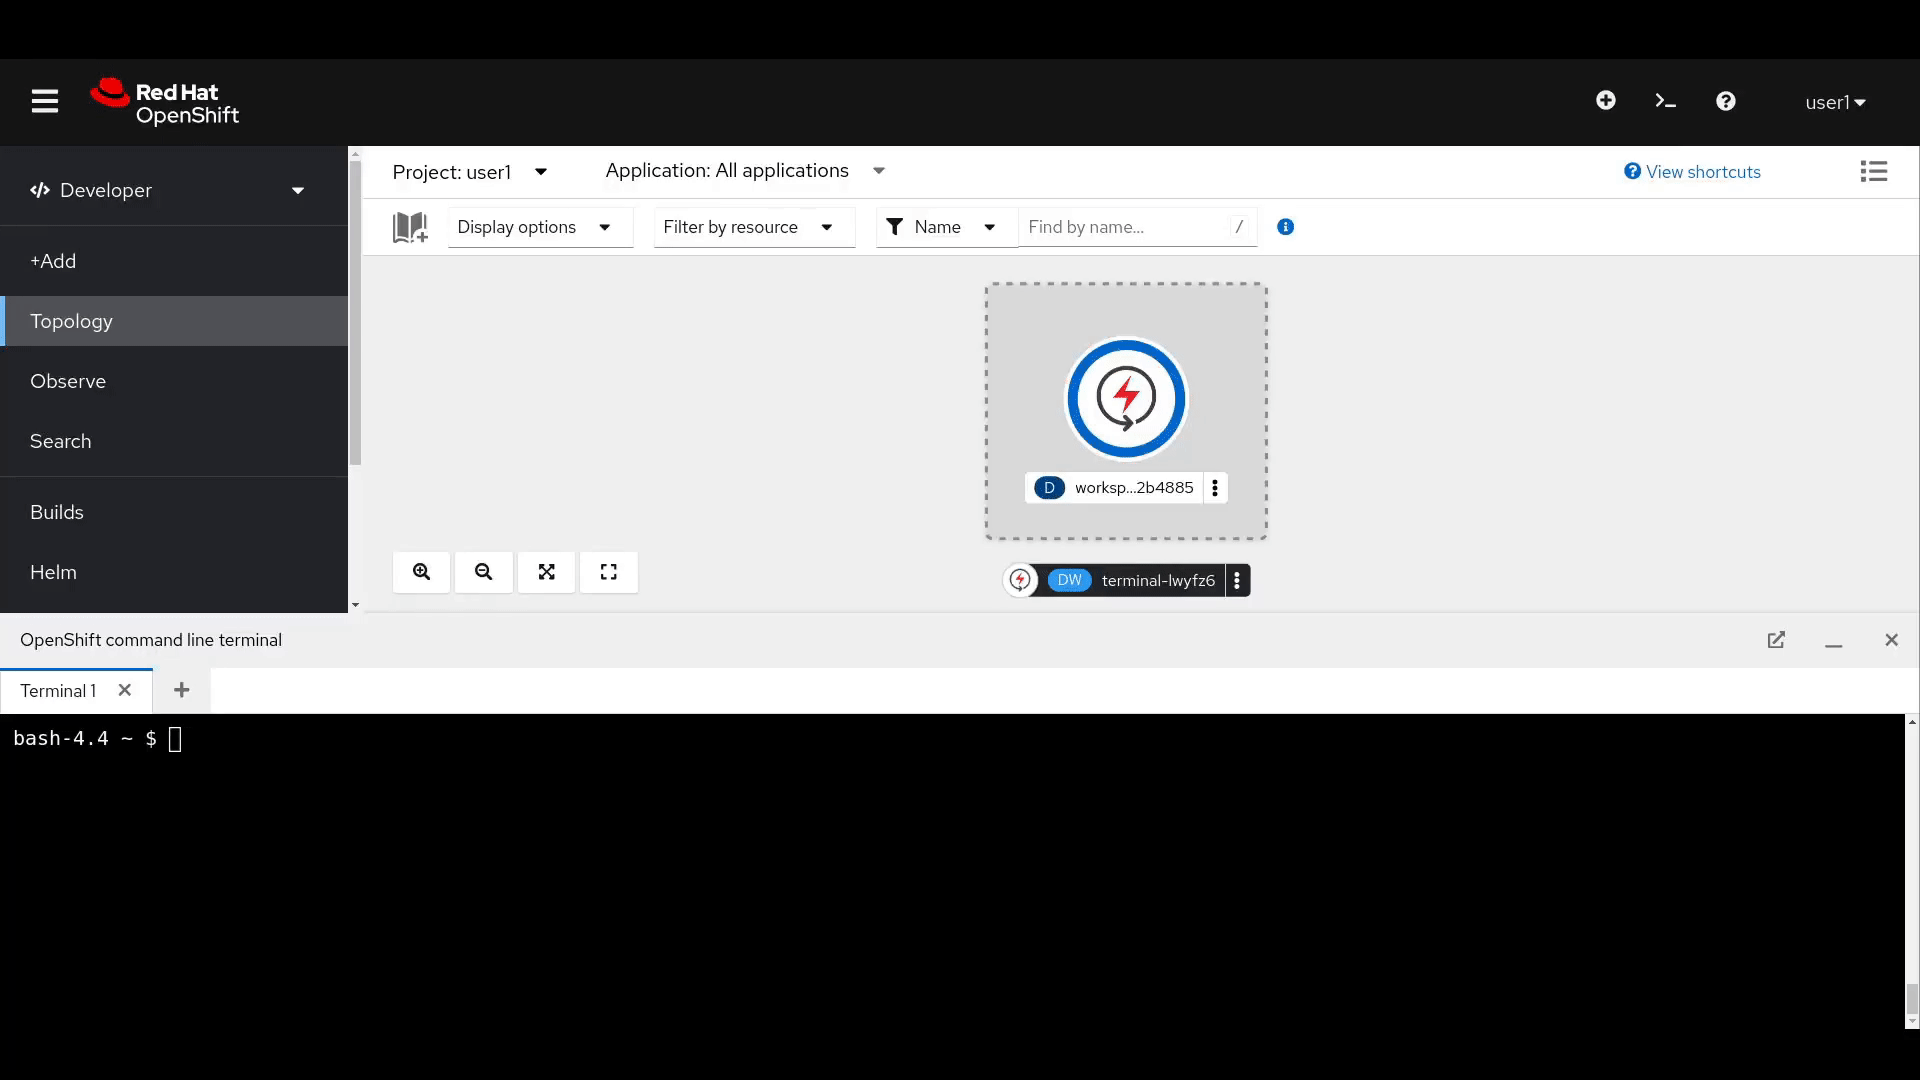 Red Hat
OpenShift
user1
Developer
Project: user1
Application: All applications
View shortcuts
Display options
Filter by resource
Name
Find by name...
/
+Add
Topology
Observe
Search
Builds
Helm
D worksp...2b4885
DW terminal-lwyfz6
OpenShift command line terminal
Terminal 1
bash-4.4 ~ $